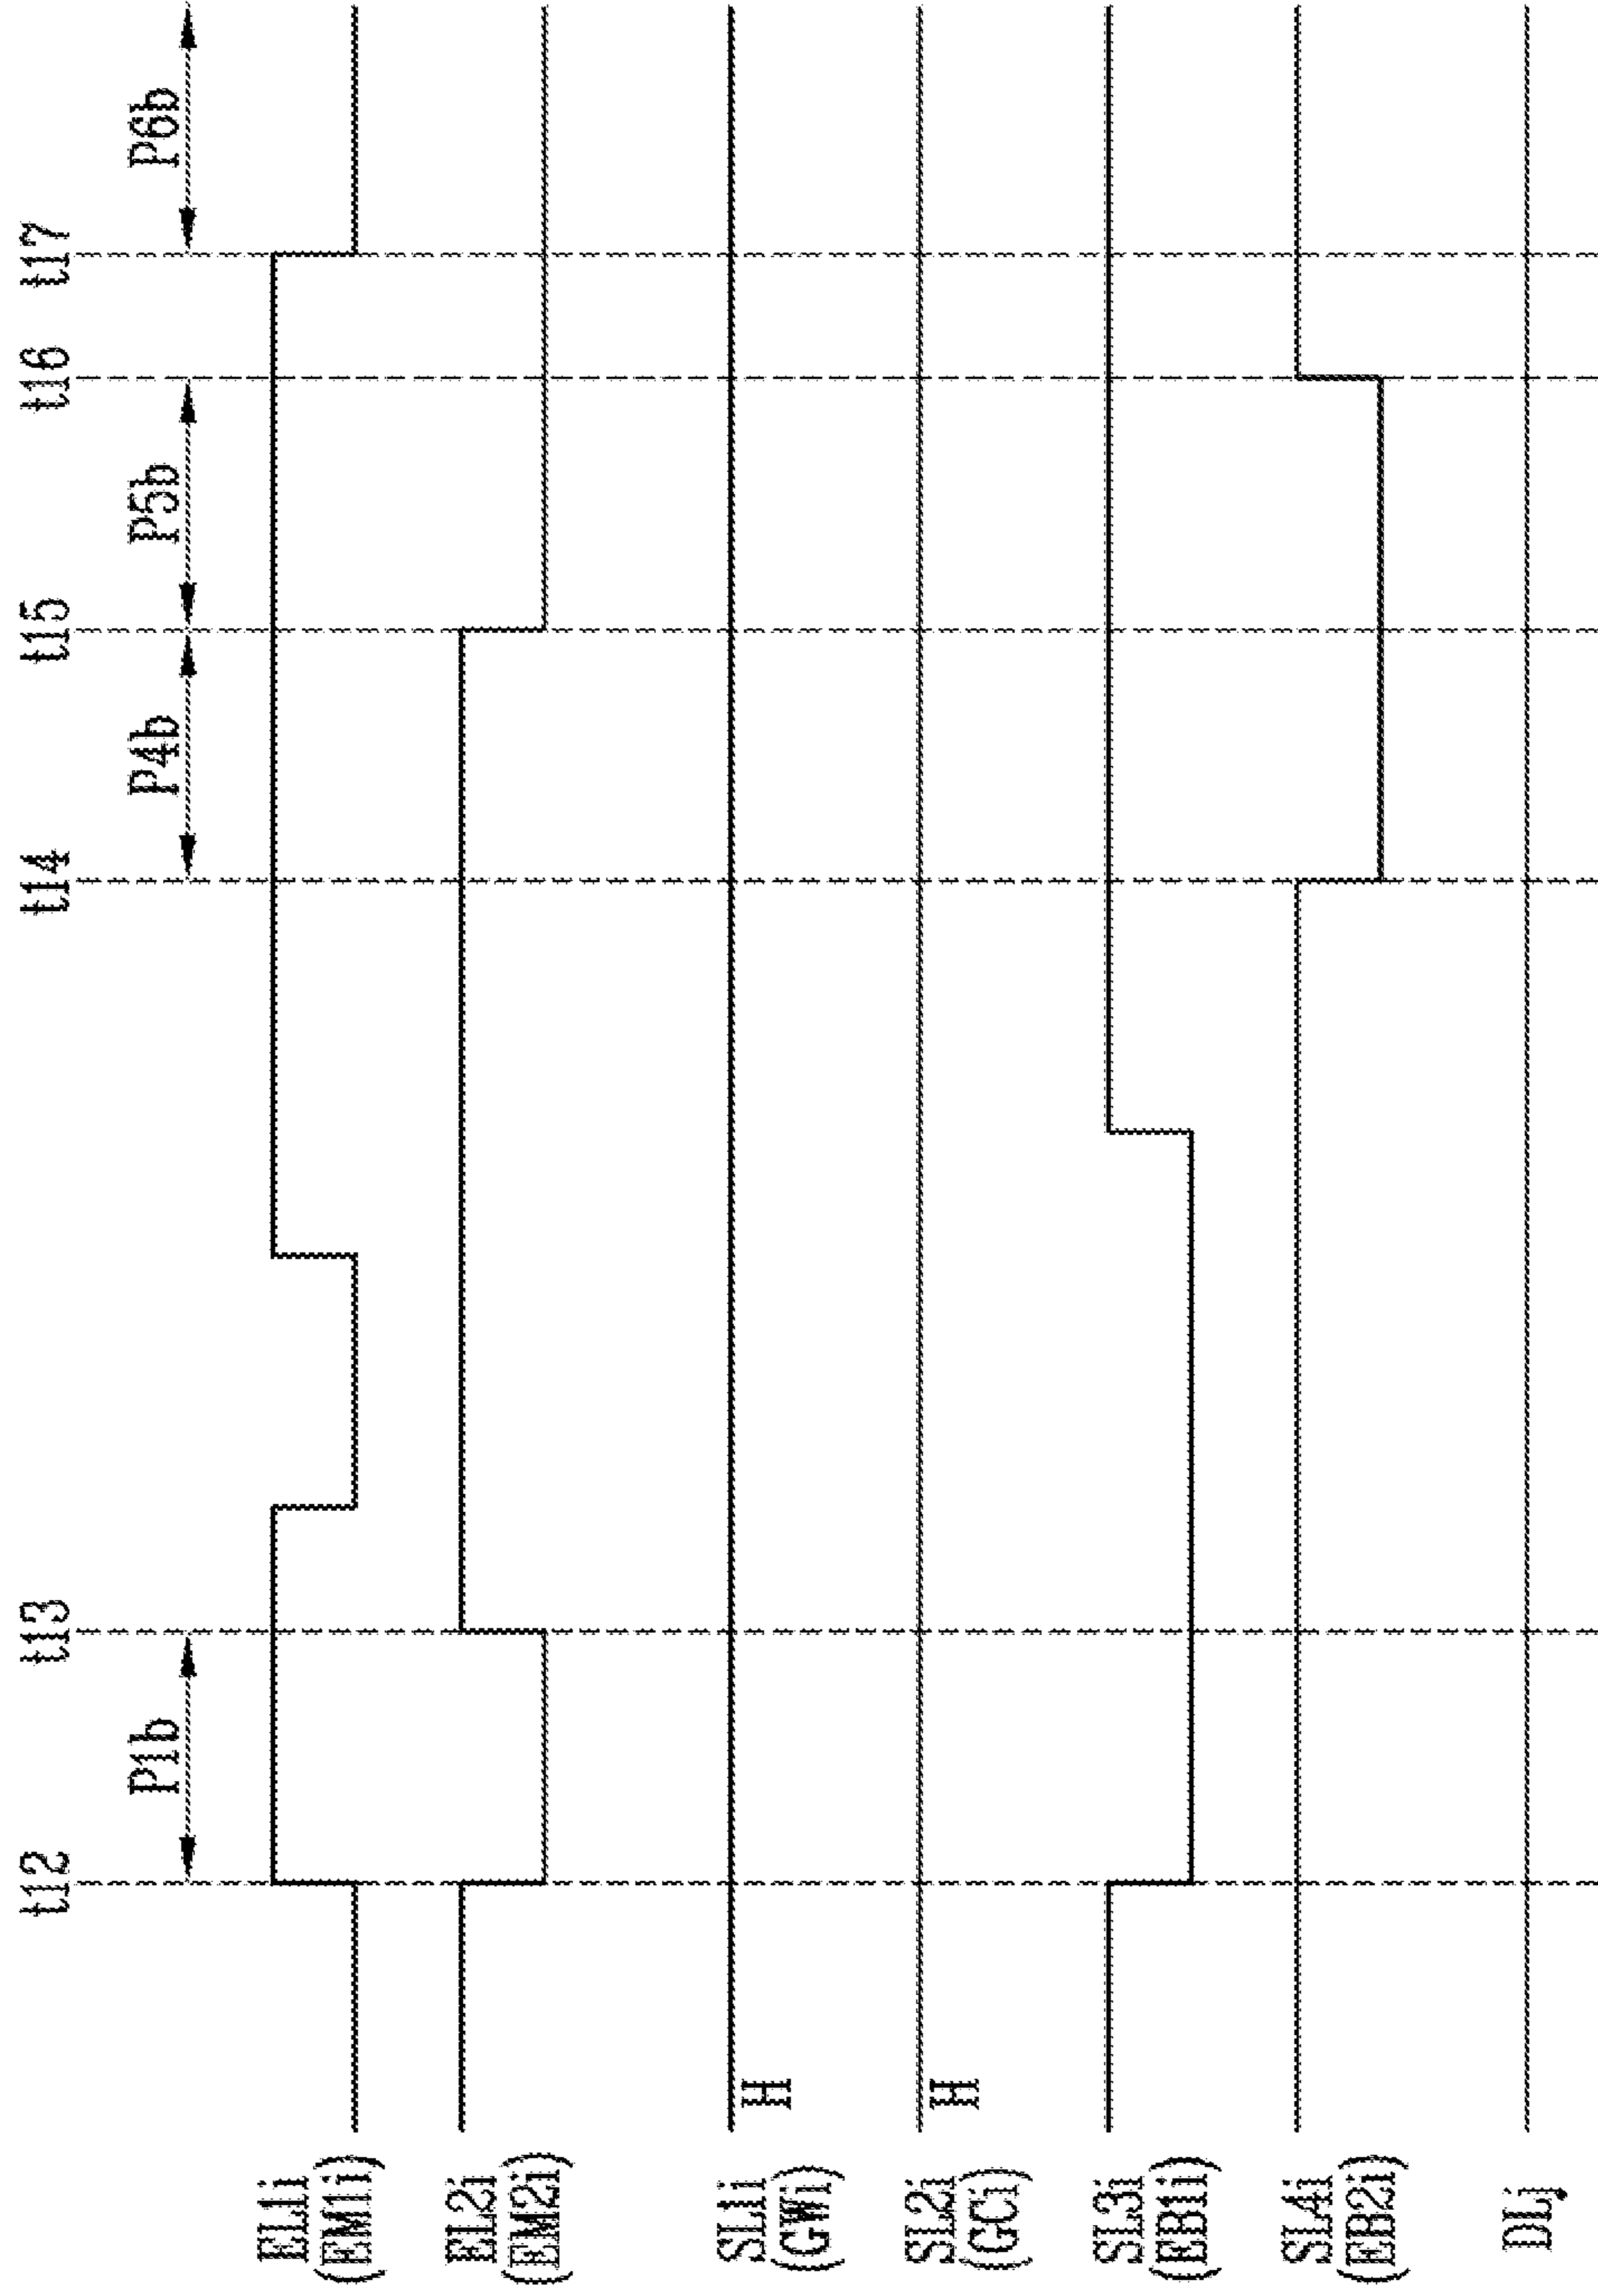 t12 t13 t14 t15 t16 t17
P1b P4b P5b P6b
EL1i
(EM1i)
EL2i
(EM2i)
SL1i
(GWi)
H
SL2i
(GCi)
H
SL3i
(EB1i)
SL4i
(EB2i)
DLj